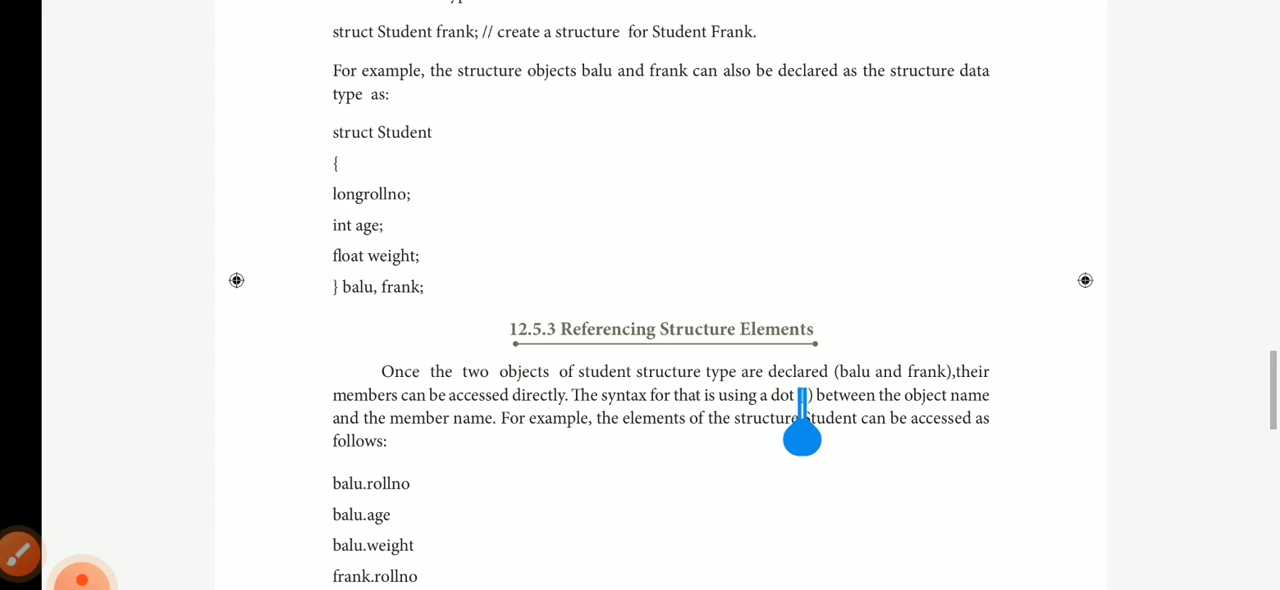 struct Student frank; // create a structure for Student Frank.
For example, the structure objects balu and frank can also be declared as the structure data
type as:
struct Student
{
longrollno;
int age;
float weight;
} balu, frank;
12.5.3 Referencing Structure Elements
Once the two objects of student structure type are declared (balu and frank),their
members can be accessed directly. The syntax for that is using a dot ) between the object name
and the member name. For example, the elements of the structure Student can be accessed as
follows:
balu.rollno
balu.age
balu.weight
frank.rollno